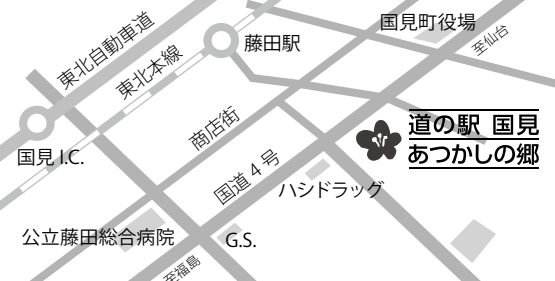 国見町役場
至仙台
東北自動車道
藤田駅
東北本線
道の駅 国見
あつかしの郷
商店街
国見 I.C.
国道4号
ハシドラッグ
公立藤田総合病院
G.S.
至福島